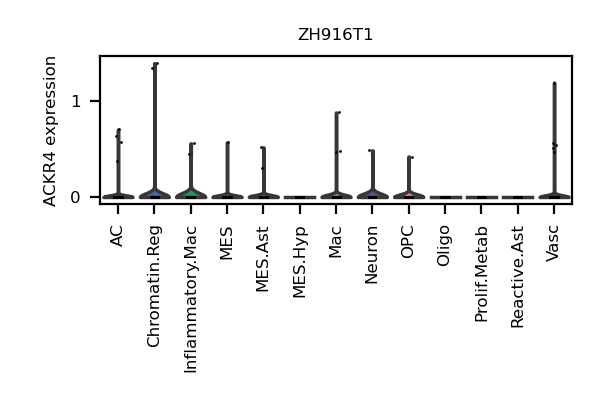 ZH916T1
ACKR4 expression
1
0
AC
Chromatin.Reg
Inflammatory.Mac
MES
MES.Ast
MES.Hyp
Mac
Neuron
OPC
Oligo
Prolif.Metab
Reactive.Ast
Vasc